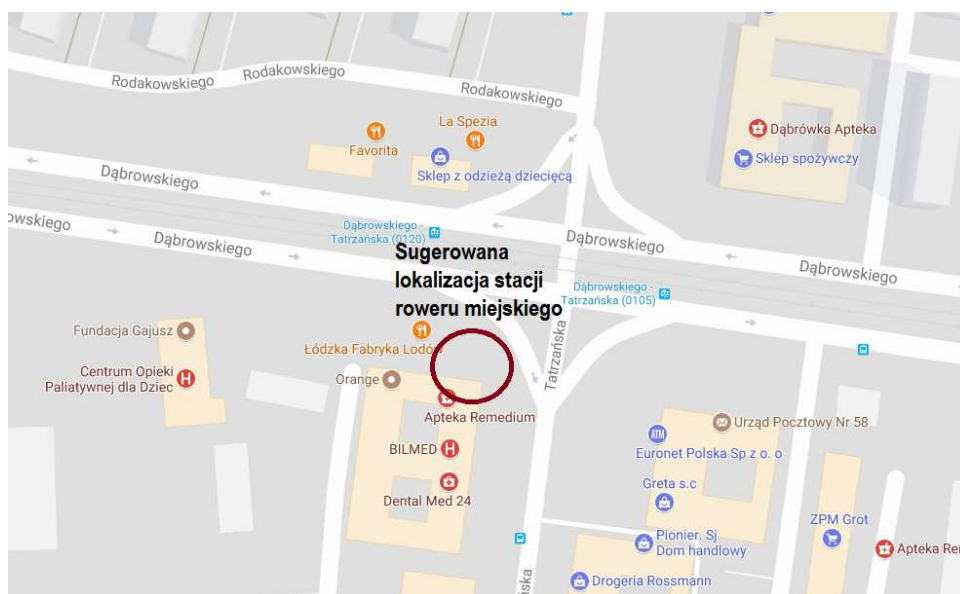 Rodakowskiego
Rodakowskiego
Rodakowskiego
La Spezia
Favorita
Sklep z odzieżą dziecięcą
Dąbrówka Apteka
Sklep spożywczy
Dąbrowskiego
owskiego
Dąbrowskiego
Dąbrowskiego -
Tatrzańska (0120)
Dąbrowskiego
Dąbrowskiego
Sugerowana
lokalizacja stacji
roweru miejskiego
Dąbrowskiego -
Tatrzańska (0105)
Tatrzańska
Fundacja Gajusz
Łódzka Fabryka Lodów
Centrum Opieki
Paliatywnej dla Dziec
H
Orange
Apteka Remedium
BILMED
H
Dental Med 24
Urząd Pocztowy Nr 58
ATM
Euronet Polska Sp z o. o
Greta s.c
ZPM Grot
Pionier. Sj
Dom handlowy
Apteka Re
Drogeria Rossmann
ńska